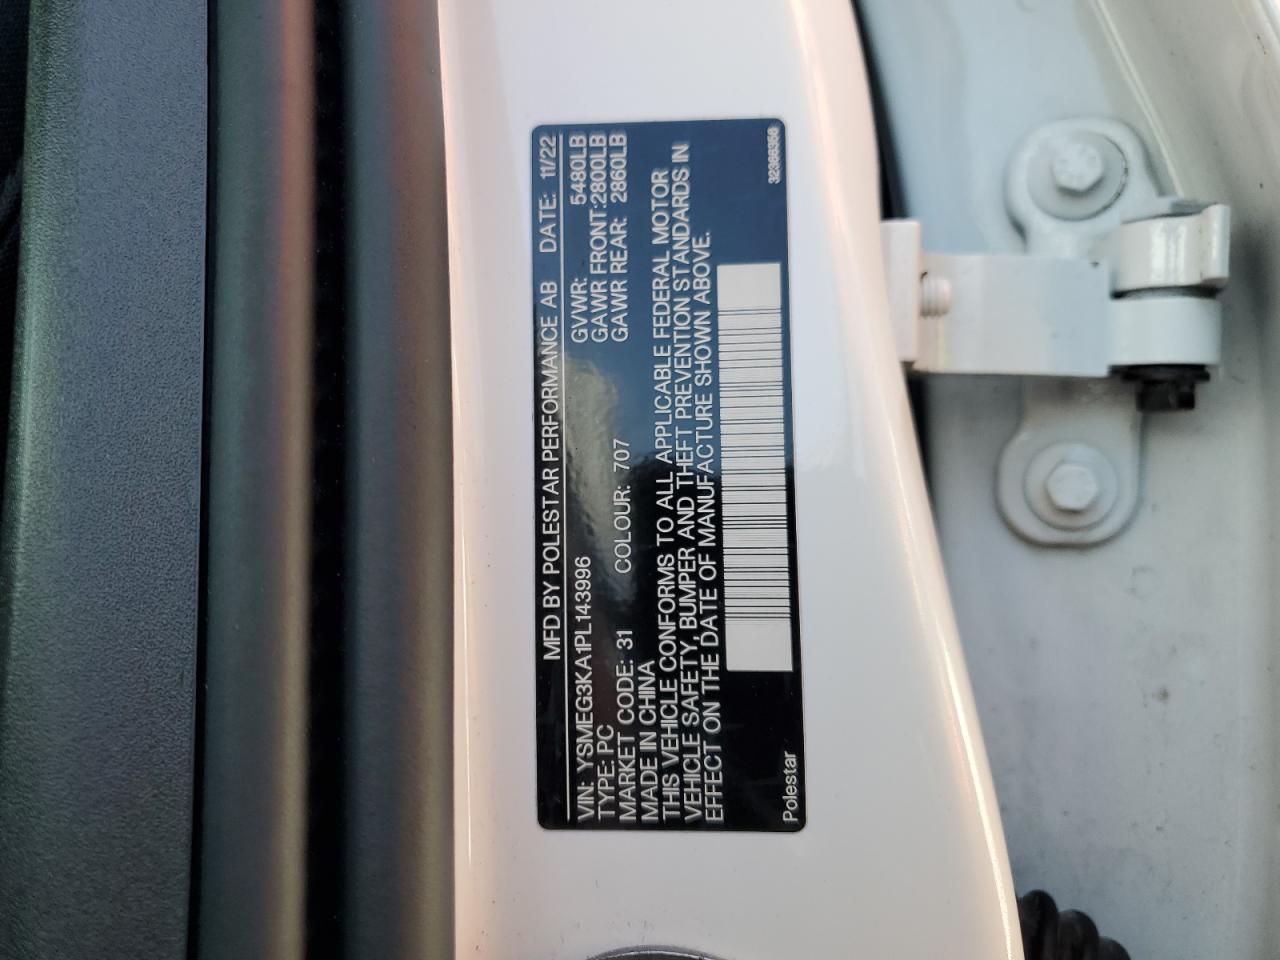 MFD BY POLESTAR PERFORMANCE AB DATE: 11/22
VIN: YSMEG3KA1PL143996 GVWR: 5480LB
TYPE: PC GAWR FRONT:2800LB
MARKET CODE: 31 COLOUR: 707 GAWR REAR: 2860LB
MADE IN CHINA
THIS VEHICLE CONFORMS TO ALL APPLICABLE FEDERAL MOTOR
VEHICLE SAFETY, BUMPER AND THEFT PREVENTION STANDARDS IN
EFFECT ON THE DATE OF MANUFACTURE SHOWN ABOVE.
Polestar 32366356